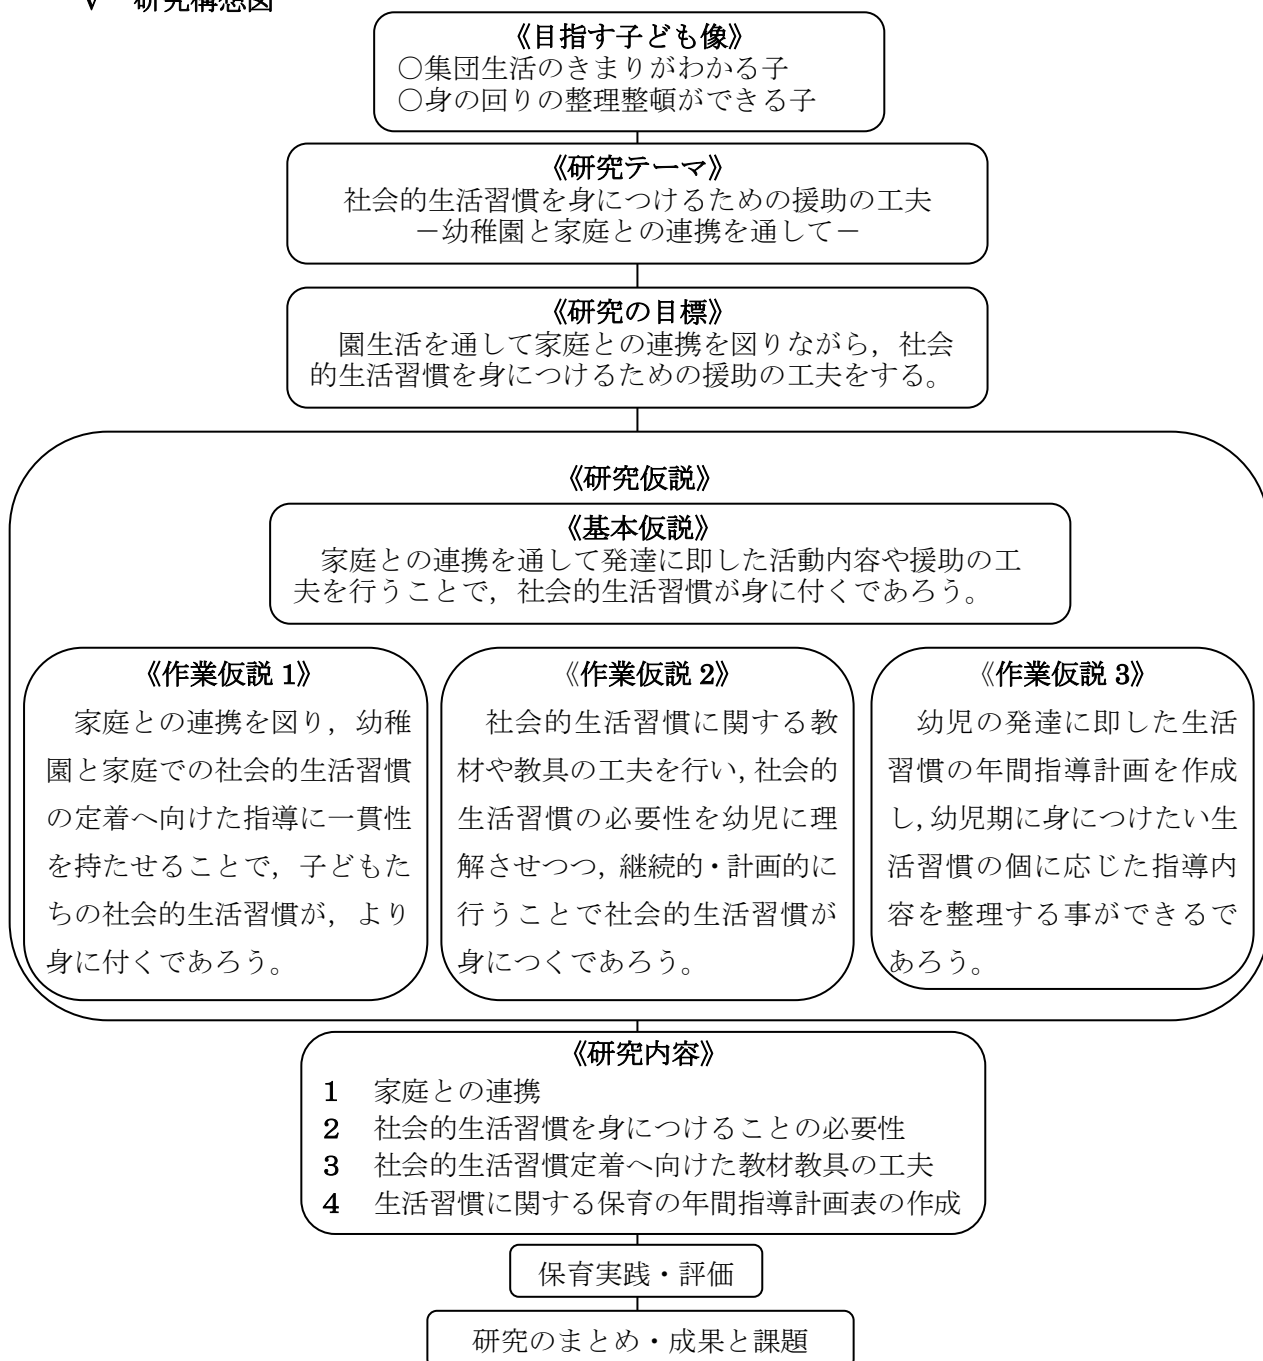 Ⅴ 研究構想図
《目指す子ども像》
○集団生活のきまりがわかる子
○身の回りの整理整頓ができる子
《研究テーマ》
社会的生活習慣を身につけるための援助の工夫
－幼稚園と家庭との連携を通して－
《研究の目標》
園生活を通して家庭との連携を図りながら，社会
的生活習慣を身につけるための援助の工夫をする。
《研究仮説》
《基本仮説》
家庭との連携を通して発達に即した活動内容や援助の工
夫を行うことで，社会的生活習慣が身に付くであろう。
《作業仮説 1》
家庭との連携を図り，幼稚
園と家庭での社会的生活習慣
の定着へ向けた指導に一貫性
を持たせることで，子どもた
ちの社会的生活習慣が，より
身に付くであろう。
《作業仮説 2》
社会的生活習慣に関する教
材や教具の工夫を行い，社会的
生活習慣の必要性を幼児に理
解させつつ，継続的・計画的に
行うことで社会的生活習慣が
身につくであろう。
《作業仮説 3》
幼児の発達に即した生活
習慣の年間指導計画を作成
し，幼児期に身につけたい生
活習慣の個に応じた指導内
容を整理する事ができるで
あろう。
《研究内容》
1 家庭との連携
2 社会的生活習慣を身につけることの必要性
3 社会的生活習慣定着へ向けた教材教具の工夫
4 生活習慣に関する保育の年間指導計画表の作成
保育実践・評価
研究のまとめ・成果と課題